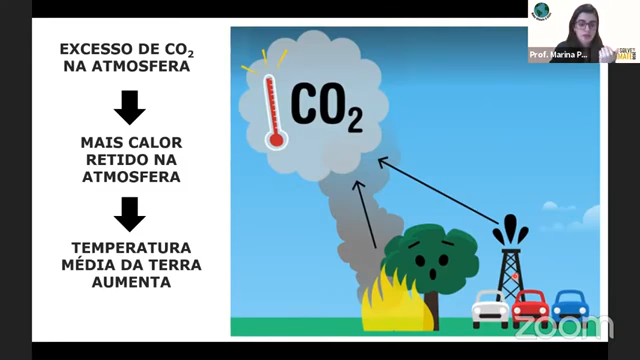 EXCESSO DE CO₂
NA ATMOSFERA
MAIS CALOR
RETIDO NA
ATMOSFERA
TEMPERATURA
MÉDIA DA TERRA
AUMENTA
CO₂
Prof. Marina P...
zoom